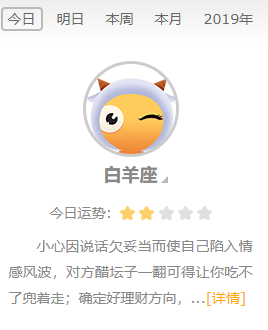 今日 明日 本周 本月 2019年
白羊座
今日运势：
小心因说话欠妥当而使自己陷入情
感风波，对方醋坛子一翻可得让你吃不
了兜着走；确定好理财方向，...[详情]